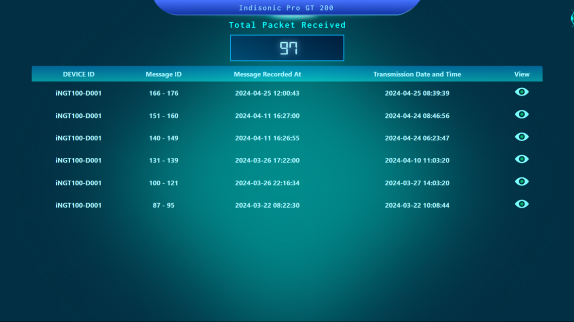 Indisonic Pro GT 200
Total Packet Received
97
DEVICE ID Message ID Message Recorded At Transmission Date and Time View
iNGT100-D001 166 - 176 2024-04-25 12:00:43 2024-04-25 08:39:39
iNGT100-D001 151 - 160 2024-04-11 16:27:00 2024-04-24 08:46:56
iNGT100-D001 140 - 149 2024-04-11 16:26:55 2024-04-24 06:23:47
iNGT100-D001 131 - 139 2024-03-26 17:22:00 2024-04-10 11:03:20
iNGT100-D001 100 - 121 2024-03-26 22:16:34 2024-03-27 14:03:20
iNGT100-D001 87 - 95 2024-03-22 08:22:30 2024-03-22 10:08:44